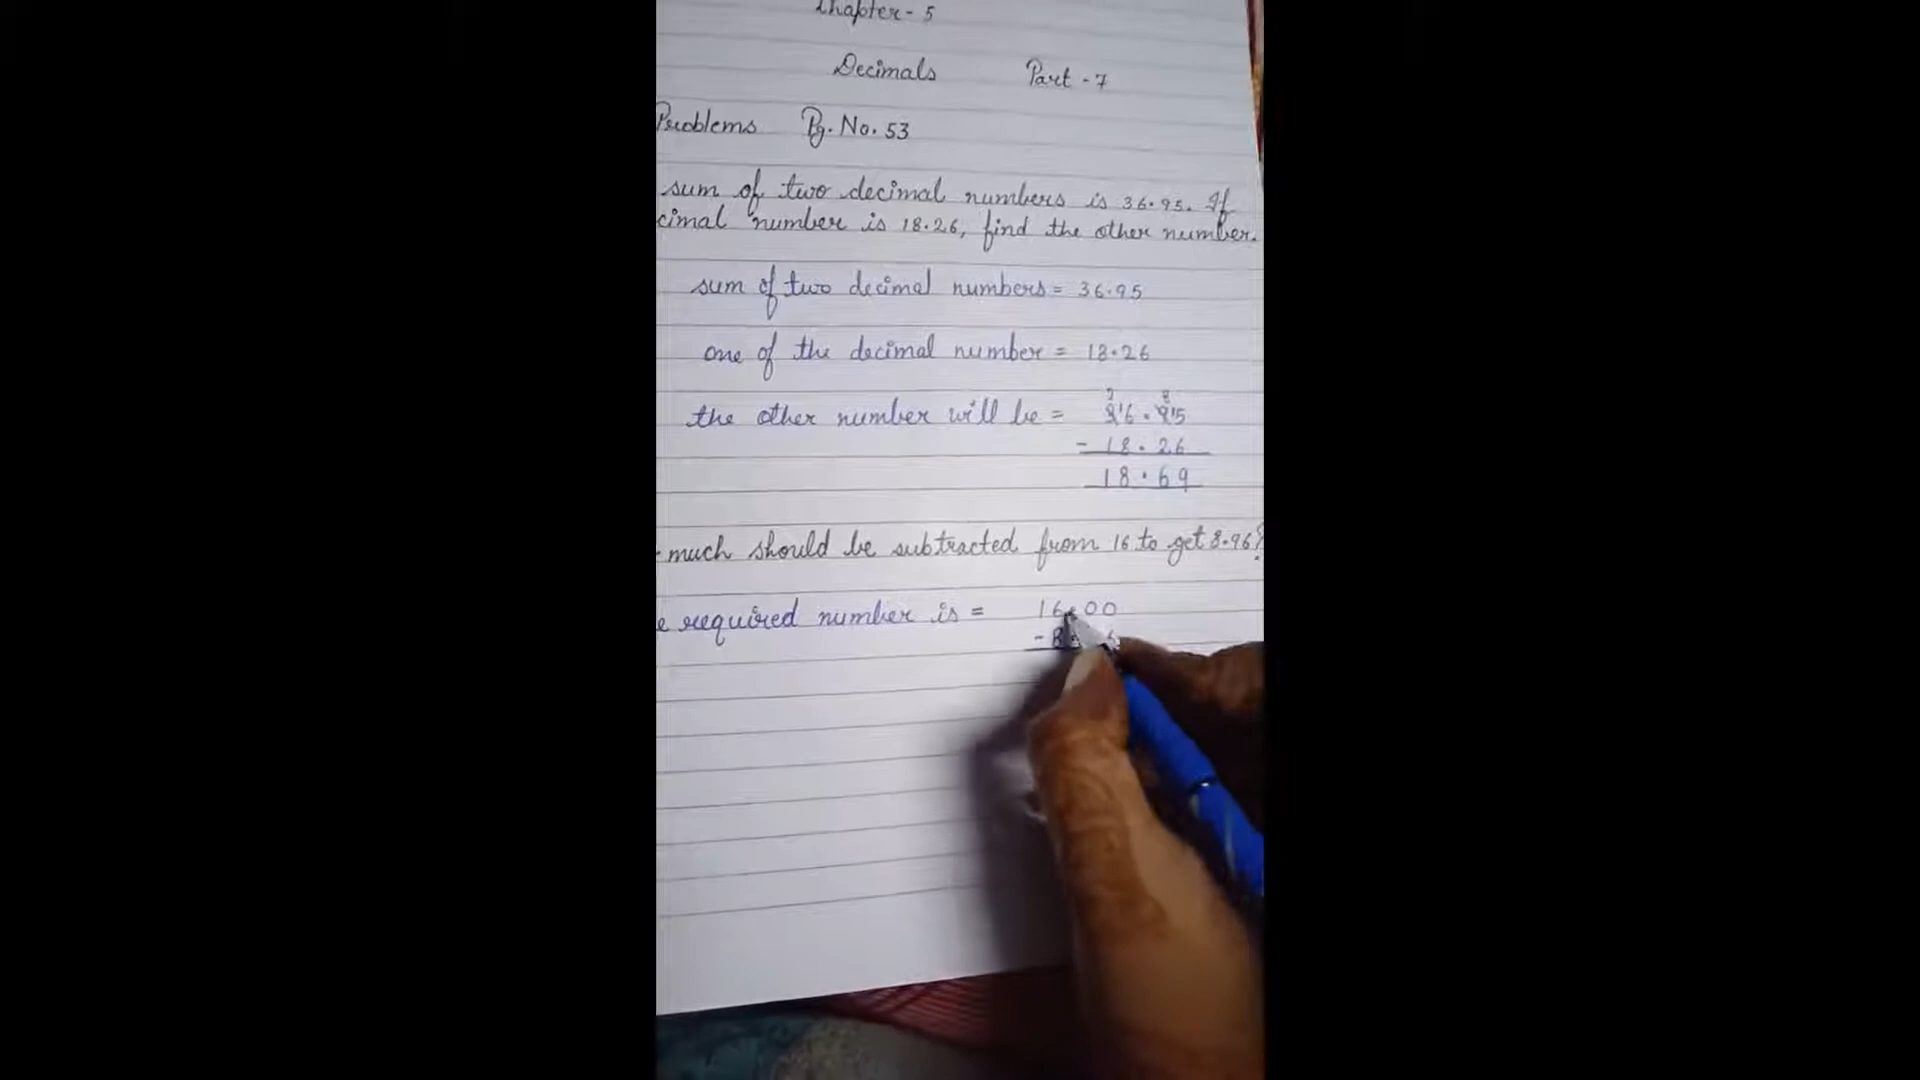 Chapter - 5
Decimals Part - 7
Problems Pg. No. 53
sum of two decimal numbers is 36.95. If
cimal number is 18.26, find the other number.
sum of two decimal numbers = 36.95
one of the decimal number = 18.26
the other number will be = 36.95
- 18.26
18.69
much should be subtracted from 16 to get 8.96?
e required number is = 16.00
- 8.